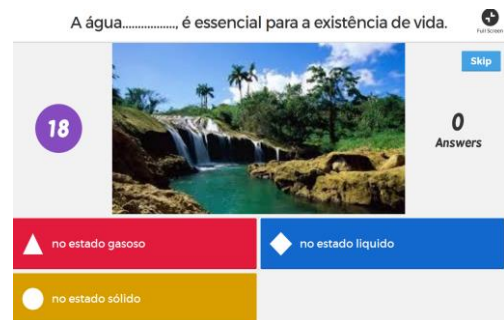 A água................., é essencial para a existência de vida.
Full Screen
Skip
18
0
Answers
no estado gasoso
no estado liquido
no estado sólido